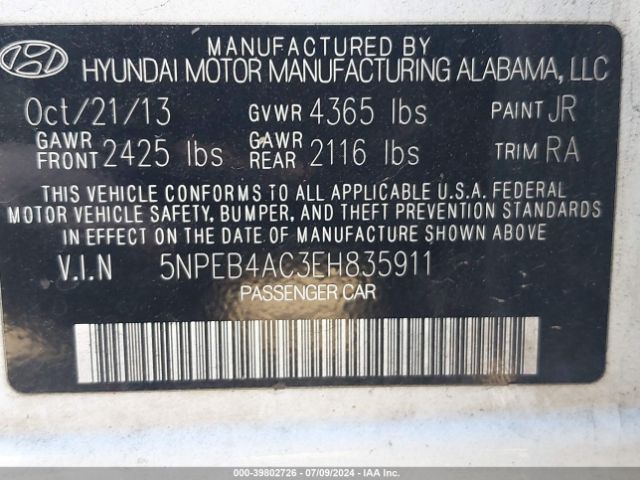 MANUFACTURED BY
HYUNDAI MOTOR MANUFACTURING ALABAMA, LLC
Oct/21/13 GVWR 4365 lbs PAINT JR
GAWR FRONT 2425 lbs GAWR REAR 2116 lbs TRIM RA
THIS VEHICLE CONFORMS TO ALL APPLICABLE U.S.A. FEDERAL
MOTOR VEHICLE SAFETY, BUMPER, AND THEFT PREVENTION STANDARDS
IN EFFECT ON THE DATE OF MANUFACTURE SHOWN ABOVE
V.I.N 5NPEB4AC3EH835911
PASSENGER CAR
000-39802726 - 07/09/2024 - IAA Inc.